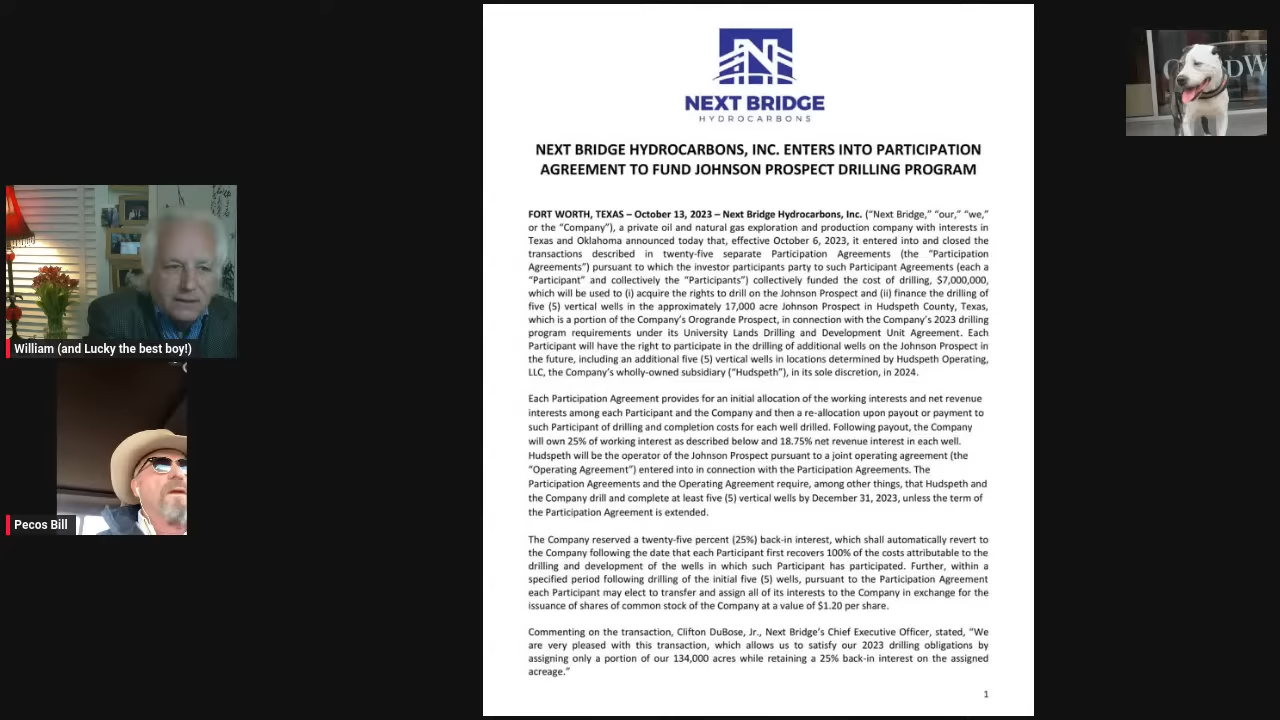 NEXT BRIDGE
HYDROCARBONS
NEXT BRIDGE HYDROCARBONS, INC. ENTERS INTO PARTICIPATION
AGREEMENT TO FUND JOHNSON PROSPECT DRILLING PROGRAM
FORT WORTH, TEXAS – October 13, 2023 – Next Bridge Hydrocarbons, Inc. (“Next Bridge,” “our,” “we,”
or the “Company”), a private oil and natural gas exploration and production company with interests in
Texas and Oklahoma announced today that, effective October 6, 2023, it entered into and closed the
transactions described in twenty-five separate Participation Agreements (the “Participation
Agreements”) pursuant to which the investor participants party to such Participant Agreements (each a
“Participant” and collectively the “Participants”) collectively funded the cost of drilling, $7,000,000,
which will be used to (i) acquire the rights to drill on the Johnson Prospect and (ii) finance the drilling of
five (5) vertical wells in the approximately 17,000 acre Johnson Prospect in Hudspeth County, Texas,
which is a portion of the Company’s Orogrande Prospect, in connection with the Company’s 2023 drilling
program requirements under its University Lands Drilling and Development Unit Agreement. Each
Participant will have the right to participate in the drilling of additional wells on the Johnson Prospect in
the future, including an additional five (5) vertical wells in locations determined by Hudspeth Operating,
LLC, the Company’s wholly-owned subsidiary (“Hudspeth”), in its sole discretion, in 2024.
Each Participation Agreement provides for an initial allocation of the working interests and net revenue
interests among each Participant and the Company and then a re-allocation upon payout or payment to
such Participant of drilling and completion costs for each well drilled. Following payout, the Company
will own 25% of working interest as described below and 18.75% net revenue interest in each well.
Hudspeth will be the operator of the Johnson Prospect pursuant to a joint operating agreement (the
“Operating Agreement”) entered into in connection with the Participation Agreements. The
Participation Agreements and the Operating Agreement require, among other things, that Hudspeth and
the Company drill and complete at least five (5) vertical wells by December 31, 2023, unless the term of
the Participation Agreement is extended.
The Company reserved a twenty-five percent (25%) back-in interest, which shall automatically revert to
the Company following the date that each Participant first recovers 100% of the costs attributable to the
drilling and development of the wells in which such Participant has participated. Further, within a
specified period following drilling of the initial five (5) wells, pursuant to the Participation Agreement
each Participant may elect to transfer and assign all of its interests to the Company in exchange for the
issuance of shares of common stock of the Company at a value of $1.20 per share.
Commenting on the transaction, Clifton DuBose, Jr., Next Bridge’s Chief Executive Officer, stated, “We
are very pleased with this transaction, which allows us to satisfy our 2023 drilling obligations by
assigning only a portion of our 134,000 acres while retaining a 25% back-in interest on the assigned
acreage.”
1
William (and Lucky the best boy!)
Pecos Bill